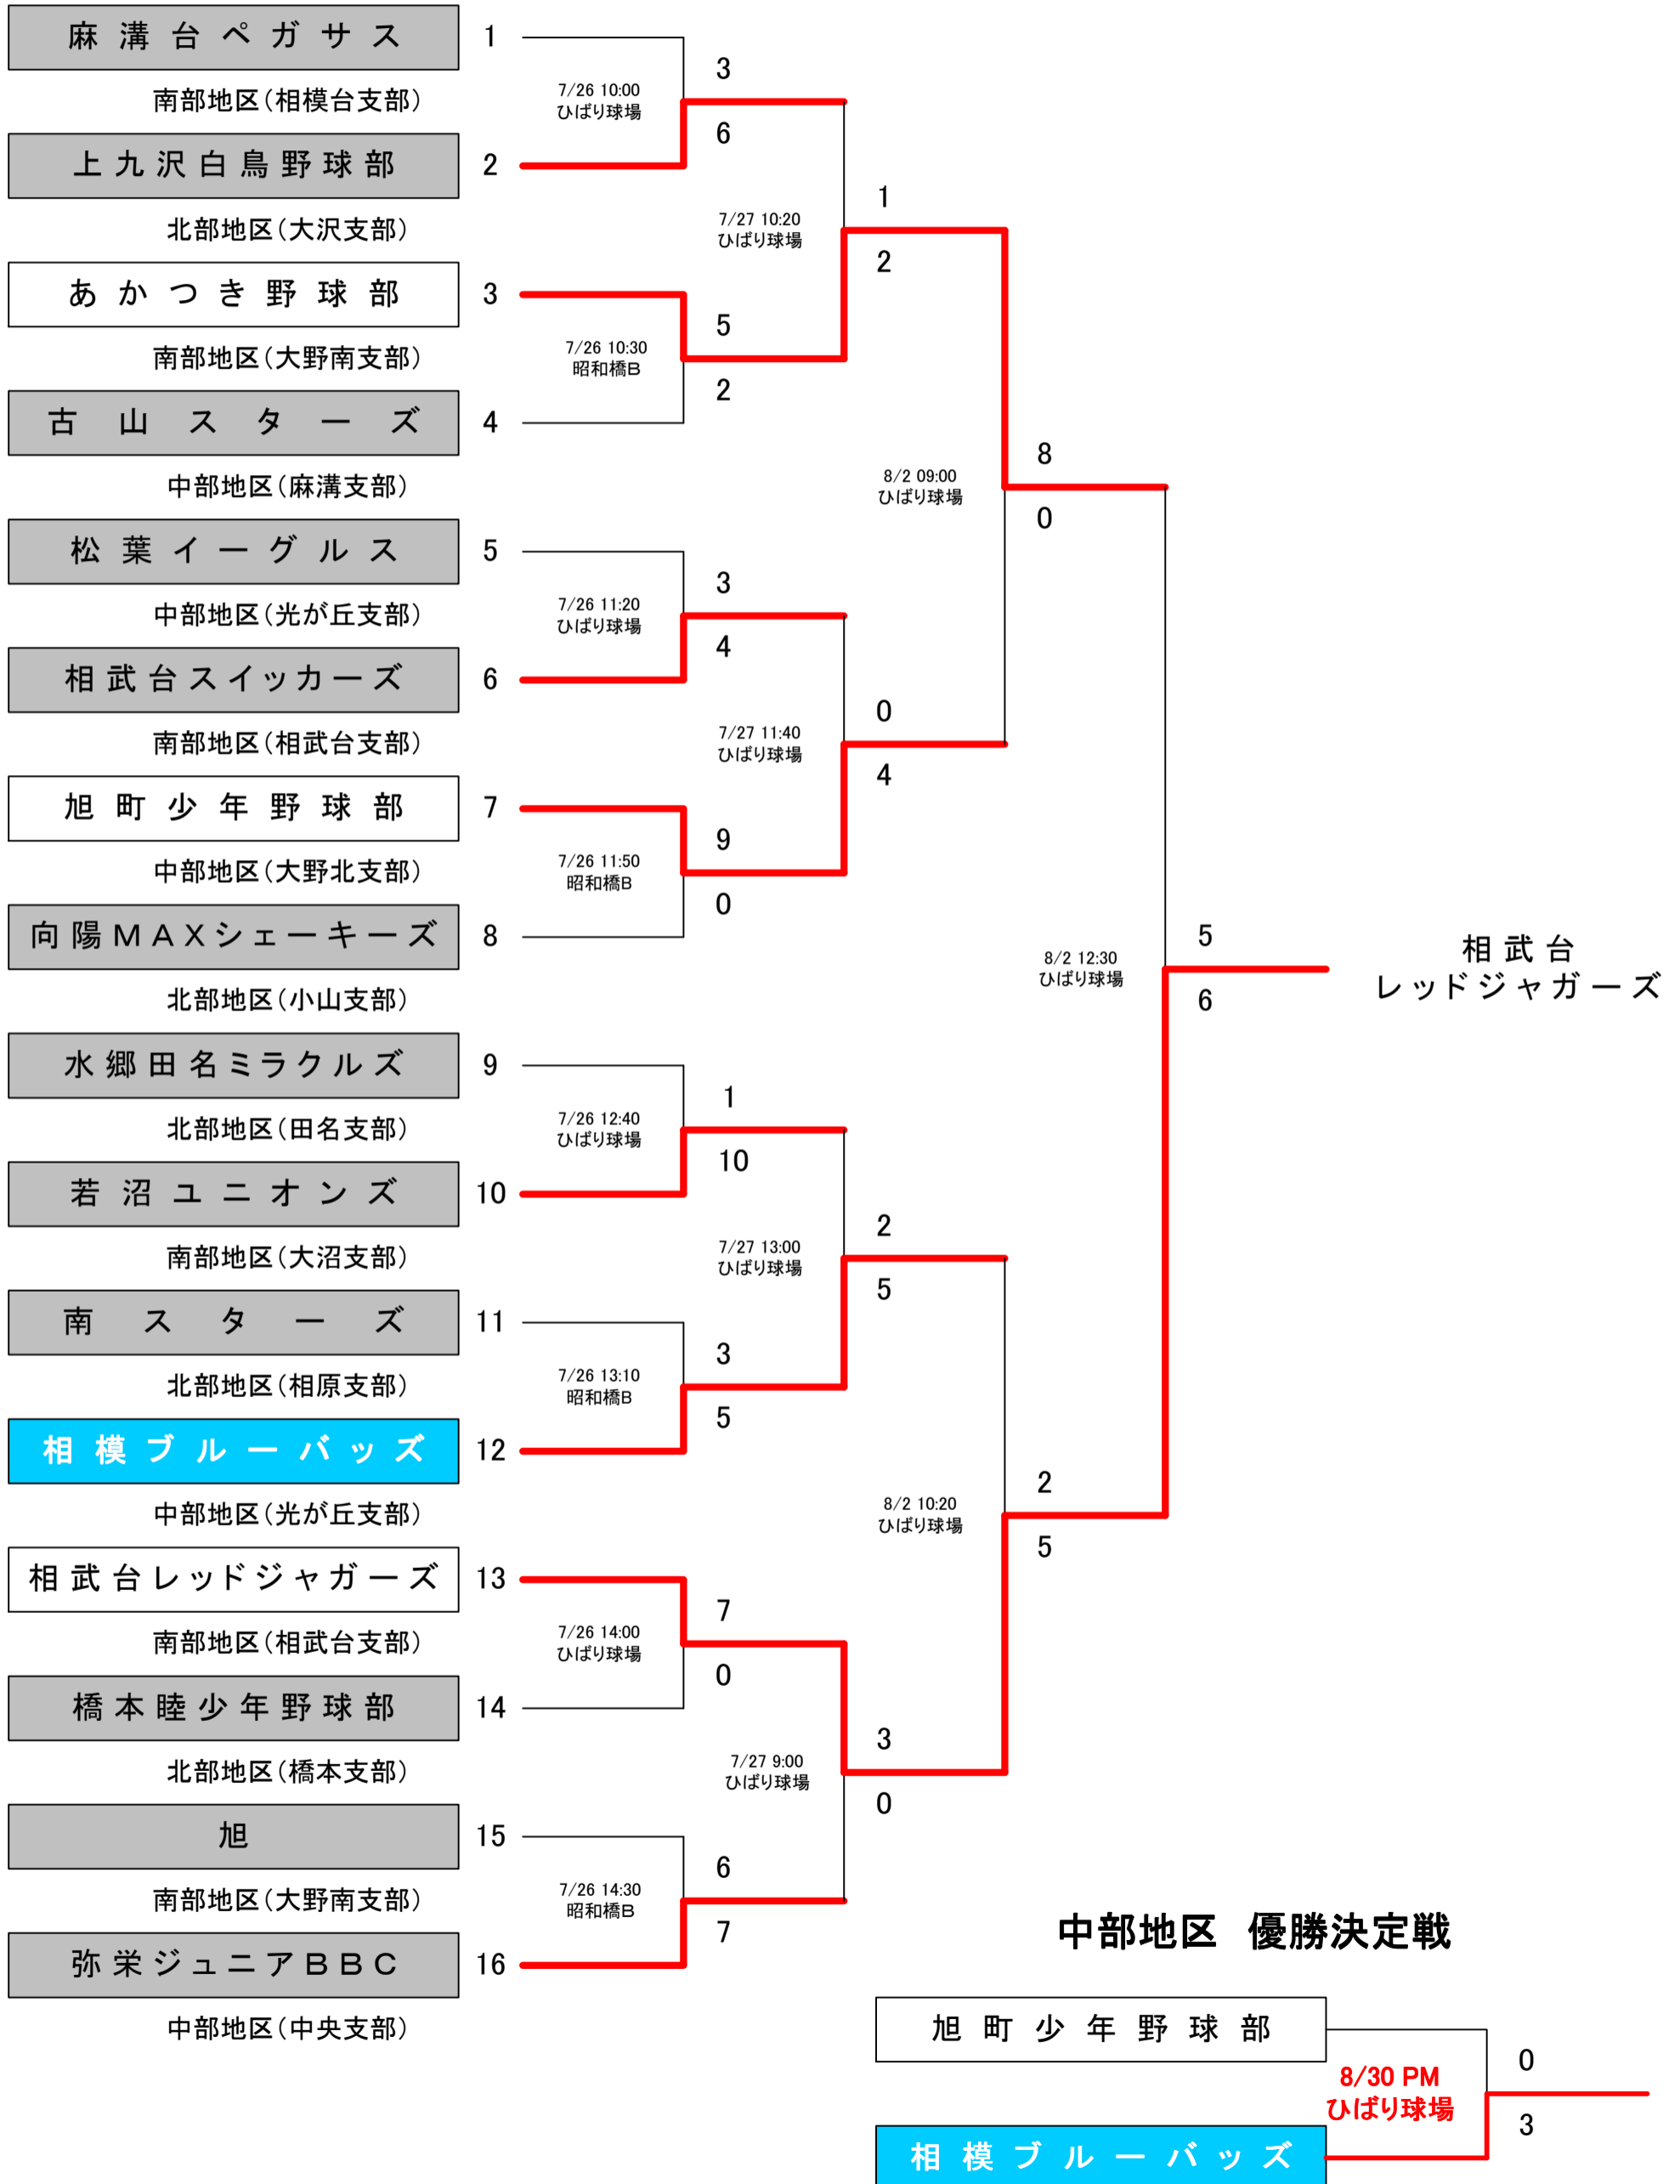 麻溝台ペガサス 1
3
7/26 10:00
ひばり球場
南部地区(相模台支部)
6
上九沢白鳥野球部 2
1
7/27 10:20
ひばり球場
北部地区(大沢支部)
2
あかつき野球部 3
5
7/26 10:30
昭和橋B
南部地区(大野南支部)
2
古山スターズ 4
8
8/2 09:00
ひばり球場
中部地区(麻溝支部)
0
松葉イーグルス 5
3
7/26 11:20
ひばり球場
中部地区(光が丘支部)
4
相武台スイッカーズ 6
0
7/27 11:40
ひばり球場
南部地区(相武台支部)
4
旭町少年野球部 7
9
7/26 11:50
昭和橋B
中部地区(大野北支部)
0
向陽MAXシェーキーズ 8
5
8/2 12:30
ひばり球場
相武台
レッドジャガーズ
北部地区(小山支部)
6
水郷田名ミラクルズ 9
1
7/26 12:40
ひばり球場
北部地区(田名支部)
10
若沼ユニオンズ 10
2
7/27 13:00
ひばり球場
南部地区(大沼支部)
5
南スターズ 11
3
7/26 13:10
昭和橋B
北部地区(相原支部)
5
相模ブルーバッズ 12
2
8/2 10:20
ひばり球場
中部地区(光が丘支部)
5
相武台レッドジャガーズ 13
7
7/26 14:00
ひばり球場
南部地区(相武台支部)
0
橋本睦少年野球部 14
3
7/27 9:00
ひばり球場
北部地区(橋本支部)
0
旭 15
6
7/26 14:30
昭和橋B
南部地区(大野南支部)
7
弥栄ジュニアBBC 16
中部地区(中央支部)
中部地区 優勝決定戦
旭町少年野球部
0
8/30 PM
ひばり球場
3
相模ブルーバッズ